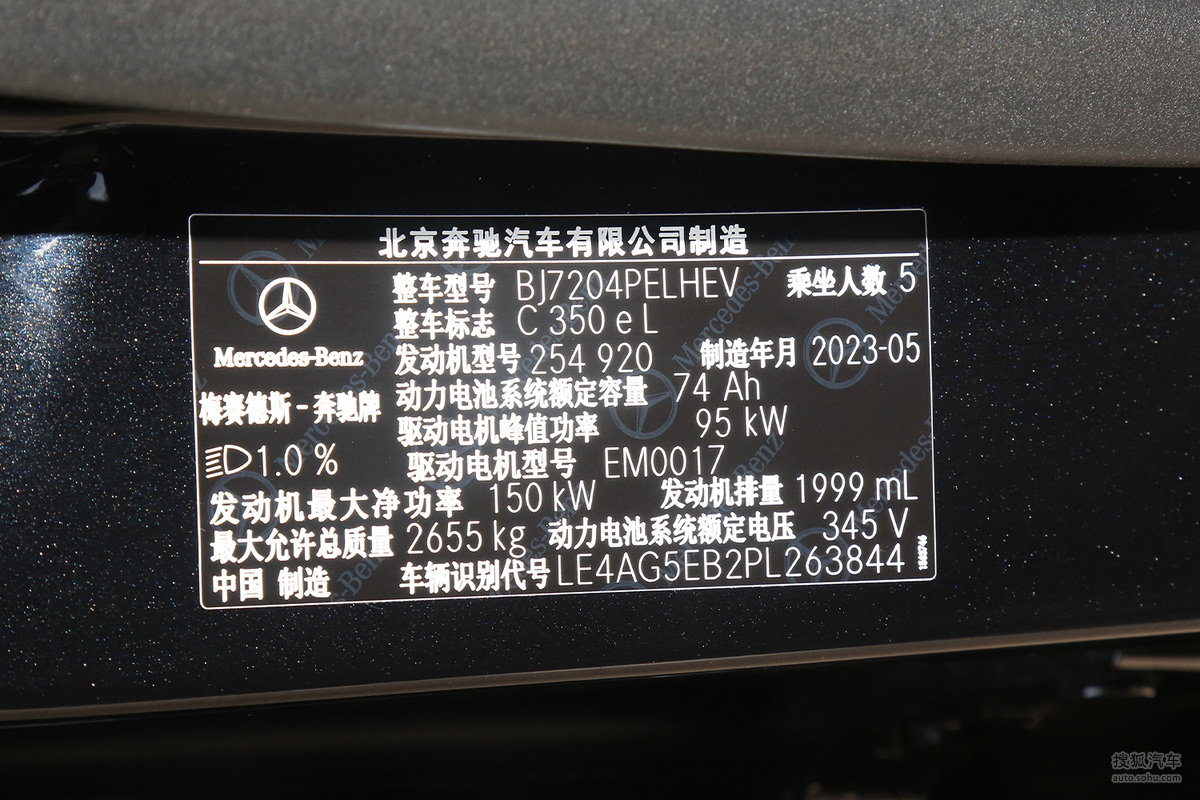 北京奔驰汽车有限公司制造
整车型号 BJ7204PELHEV 乘坐人数 5
整车标志 C 350 e L
Mercedes-Benz 发动机型号 254 920 制造年月 2023-05
梅赛德斯-奔驰牌 动力电池系统额定容量 74 Ah
驱动电机峰值功率 95 kW
1.0 % 驱动电机型号 EM0017
发动机最大净功率 150 kW 发动机排量 1999 mL
最大允许总质量 2655 kg 动力电池系统额定电压 345 V
中国 制造 车辆识别代号 LE4AG5EB2PL263844
搜狐汽车
auto.sohu.com